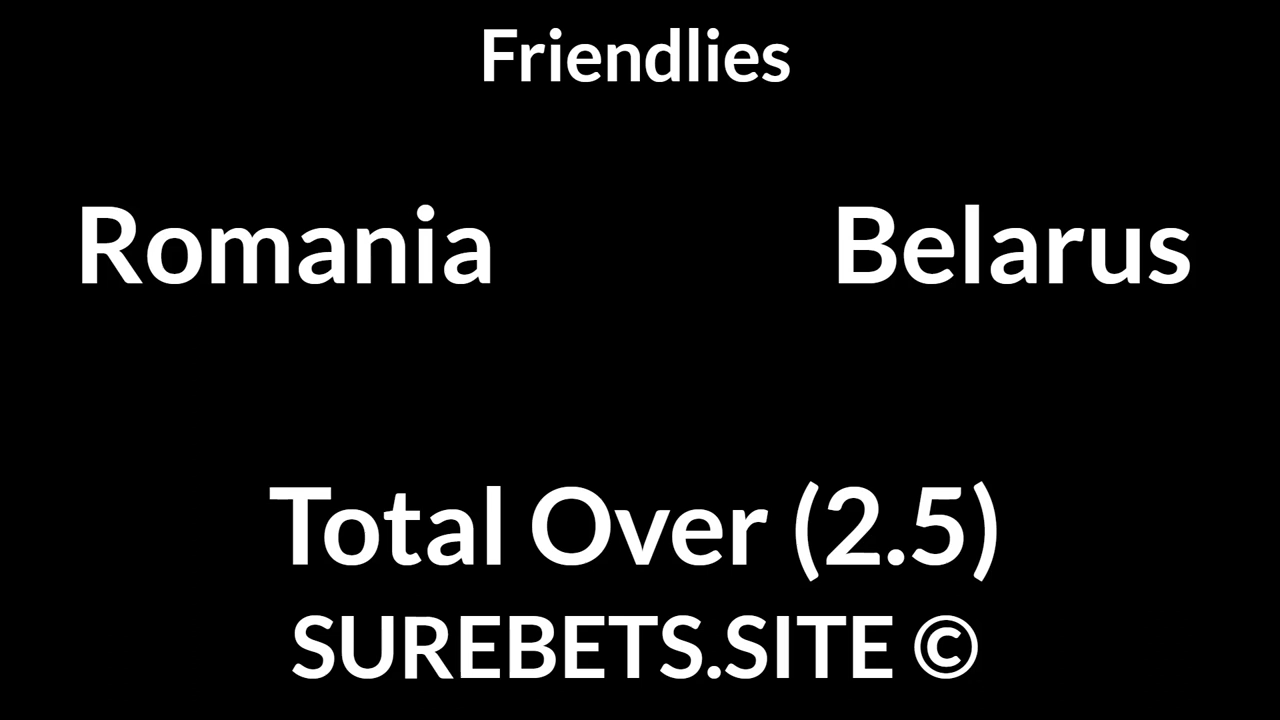 Friendlies
Romania Belarus
Total Over (2.5)
SUREBETS.SITE ©